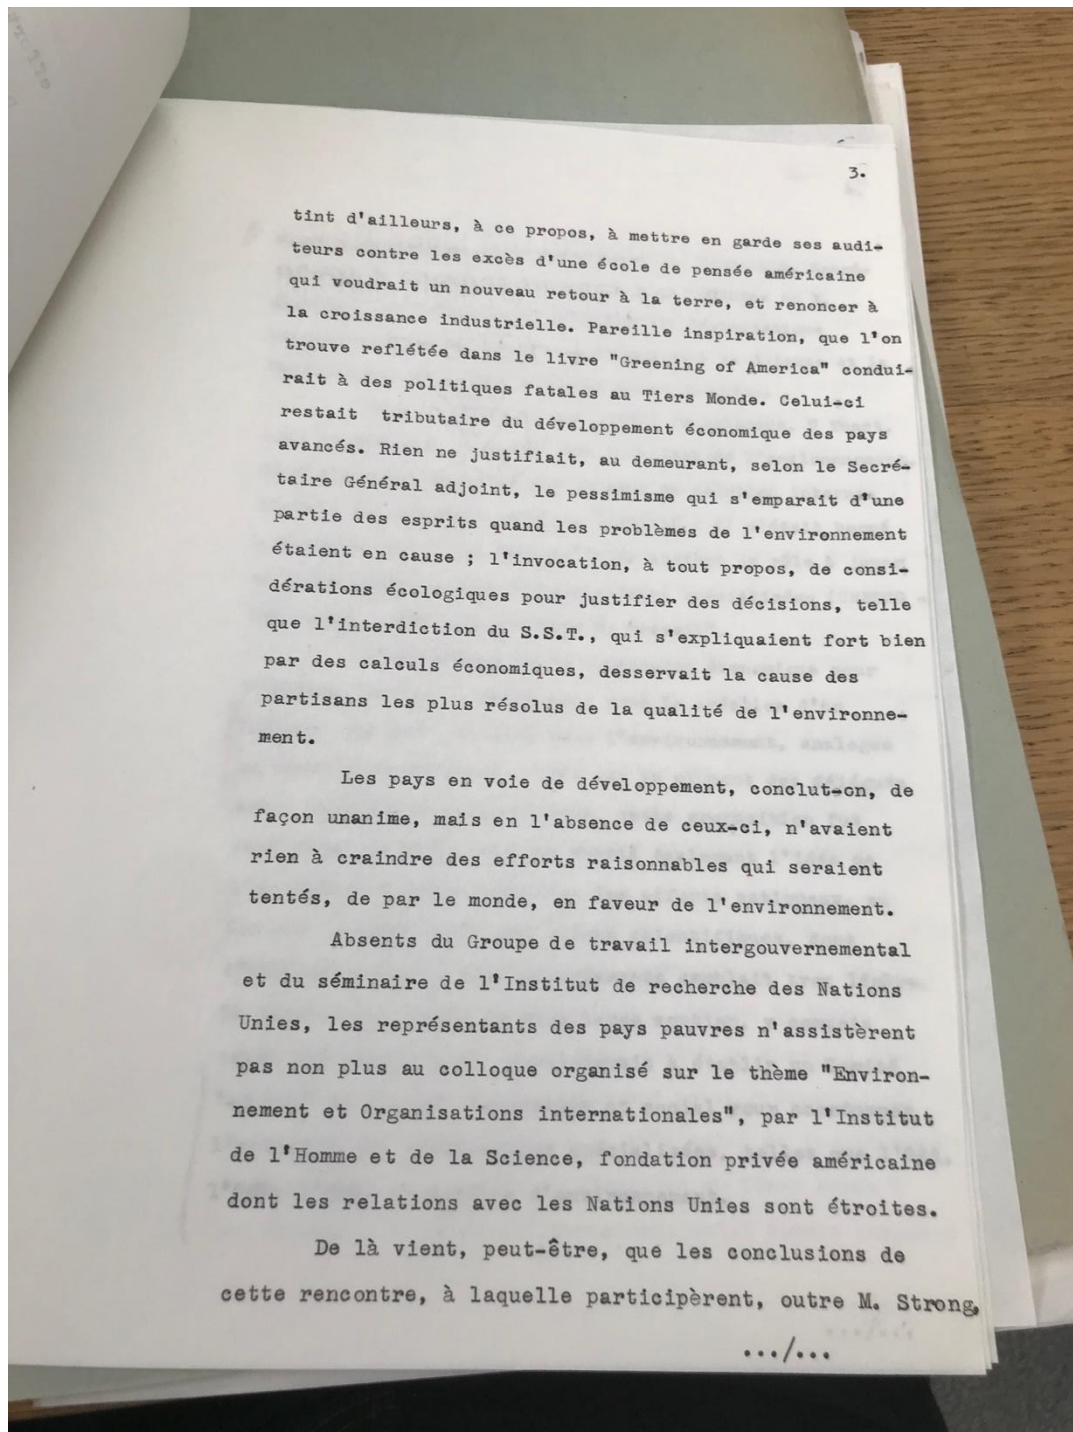 3.
tint d'ailleurs, à ce propos, à mettre en garde ses audi-
teurs contre les excès d'une école de pensée américaine
qui voudrait un nouveau retour à la terre, et renoncer à
la croissance industrielle. Pareille inspiration, que l'on
trouve reflétée dans le livre "Greening of America" condui-
rait à des politiques fatales au Tiers Monde. Celui-ci
restait tributaire du développement économique des pays
avancés. Rien ne justifiait, au demeurant, selon le Secré-
taire Général adjoint, le pessimisme qui s'emparait d'une
partie des esprits quand les problèmes de l'environnement
étaient en cause ; l'invocation, à tout propos, de consi-
dérations écologiques pour justifier des décisions, telle
que l'interdiction du S.S.T., qui s'expliquaient fort bien
par des calculs économiques, desservait la cause des
partisans les plus résolus de la qualité de l'environne-
ment.
Les pays en voie de développement, conclut-on, de
façon unanime, mais en l'absence de ceux-ci, n'avaient
rien à craindre des efforts raisonnables qui seraient
tentés, de par le monde, en faveur de l'environnement.
Absents du Groupe de travail intergouvernemental
et du séminaire de l'Institut de recherche des Nations
Unies, les représentants des pays pauvres n'assistèrent
pas non plus au colloque organisé sur le thème "Environ-
nement et Organisations internationales", par l'Institut
de l'Homme et de la Science, fondation privée américaine
dont les relations avec les Nations Unies sont étroites.
De là vient, peut-être, que les conclusions de
cette rencontre, à laquelle participèrent, outre M. Strong,
.../...